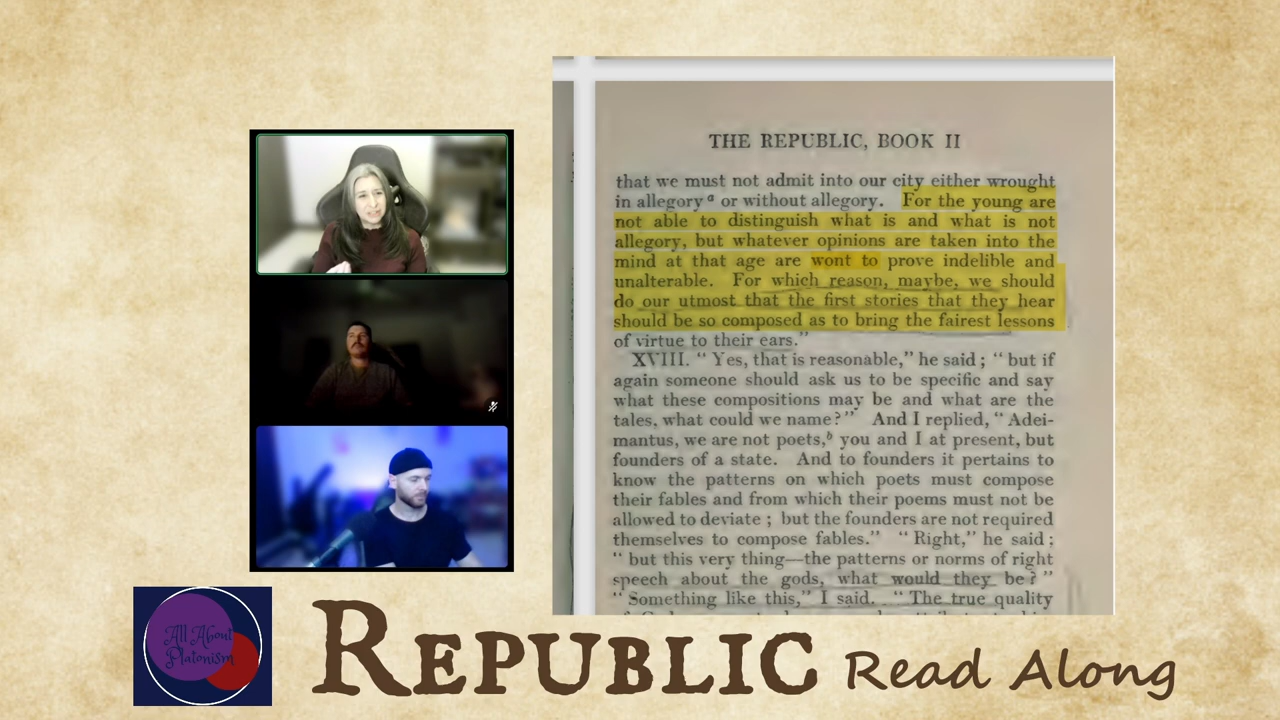 THE REPUBLIC, BOOK II
that we must not admit into our city either wrought
in allegory ᵃ or without allegory. For the young are
not able to distinguish what is and what is not
allegory, but whatever opinions are taken into the
mind at that age are wont to prove indelible and
unalterable. For which reason, maybe, we should
do our utmost that the first stories that they hear
should be so composed as to bring the fairest lessons
of virtue to their ears.”
XVIII. “ Yes, that is reasonable,” he said ; “ but if
again someone should ask us to be specific and say
what these compositions may be and what are the
tales, what could we name ? ” And I replied, “ Adei-
mantus, we are not poets,ᵇ you and I at present, but
founders of a state. And to founders it pertains to
know the patterns on which poets must compose
their fables and from which their poems must not be
allowed to deviate ; but the founders are not required
themselves to compose fables.” “ Right,” he said ;
“ but this very thing—the patterns or norms of right
speech about the gods, what would they be ? ”
“ Something like this,” I said. “ The true quality
All About
Platonism
REPUBLIC Read Along